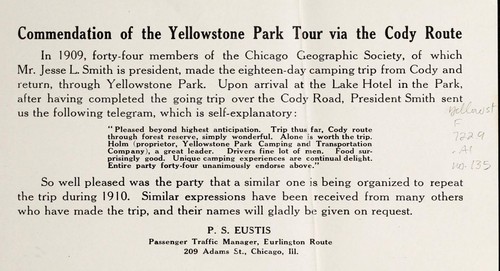 Commendation of the Yellowstone Park Tour via the Cody Route
In 1909, forty-four members of the Chicago Geographic Society, of which
Mr. Jesse L. Smith is president, made the eighteen-day camping trip from Cody and
return, through Yellowstone Park. Upon arrival at the Lake Hotel in the Park,
after having completed the going trip over the Cody Road, President Smith sent
us the following telegram, which is self-explanatory:
"Pleased beyond highest anticipation. Trip thus far, Cody route
through forest reserve, simply wonderful. Alone is worth the trip.
Holm (proprietor, Yellowstone Park Camping and Transportation
Company), a great leader. Drivers fine lot of men. Food sur-
prisingly good. Unique camping experiences are continual delight.
Entire party forty-four unanimously endorse above."
So well pleased was the party that a similar one is being organized to repeat
the trip during 1910. Similar expressions have been received from many others
who have made the trip, and their names will gladly be given on request.
P. S. EUSTIS
Passenger Traffic Manager, Burlington Route
209 Adams St., Chicago, Ill.
Yellowst
F
722.9
.A1
no.135